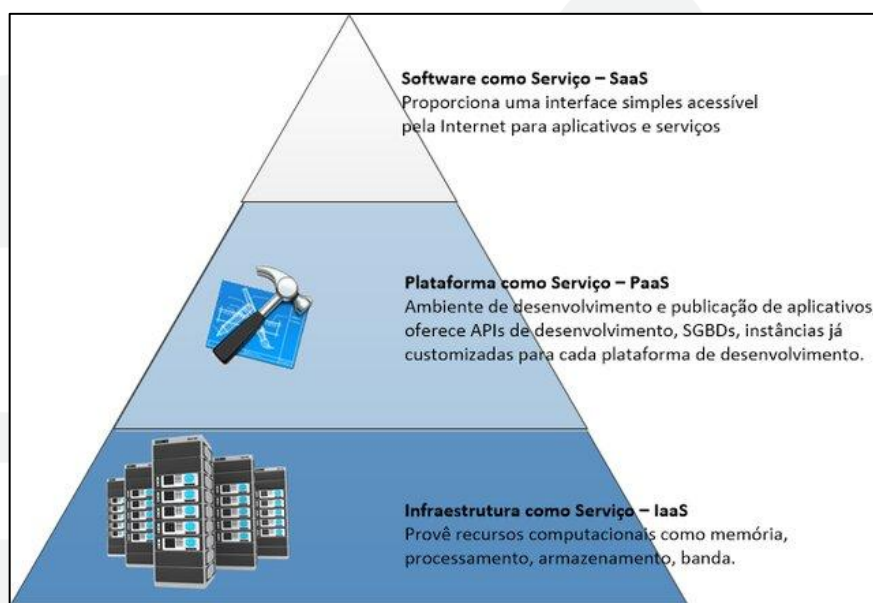 Software como Serviço – SaaS
Proporciona uma interface simples acessível
pela Internet para aplicativos e serviços
Plataforma como Serviço – PaaS
Ambiente de desenvolvimento e publicação de aplicativos
oferece APIs de desenvolvimento, SGBDs, instâncias já
customizadas para cada plataforma de desenvolvimento.
Infraestrutura como Serviço – IaaS
Provê recursos computacionais como memória,
processamento, armazenamento, banda.